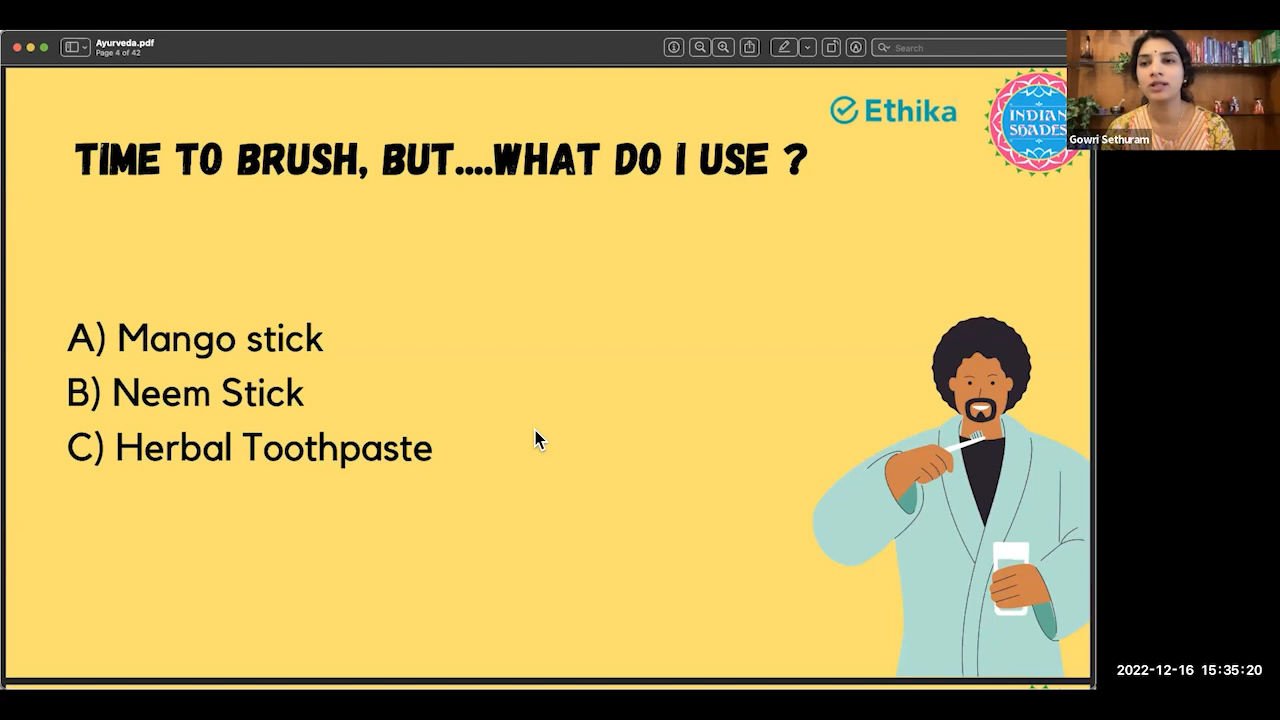 Ayurveda.pdf
Page 4 of 42
Search
Ethika
INDIAN
SHADES
Gowri Sethuram
TIME TO BRUSH, BUT....WHAT DO I USE ?
A) Mango stick
B) Neem Stick
C) Herbal Toothpaste
2022-12-16 15:35:20